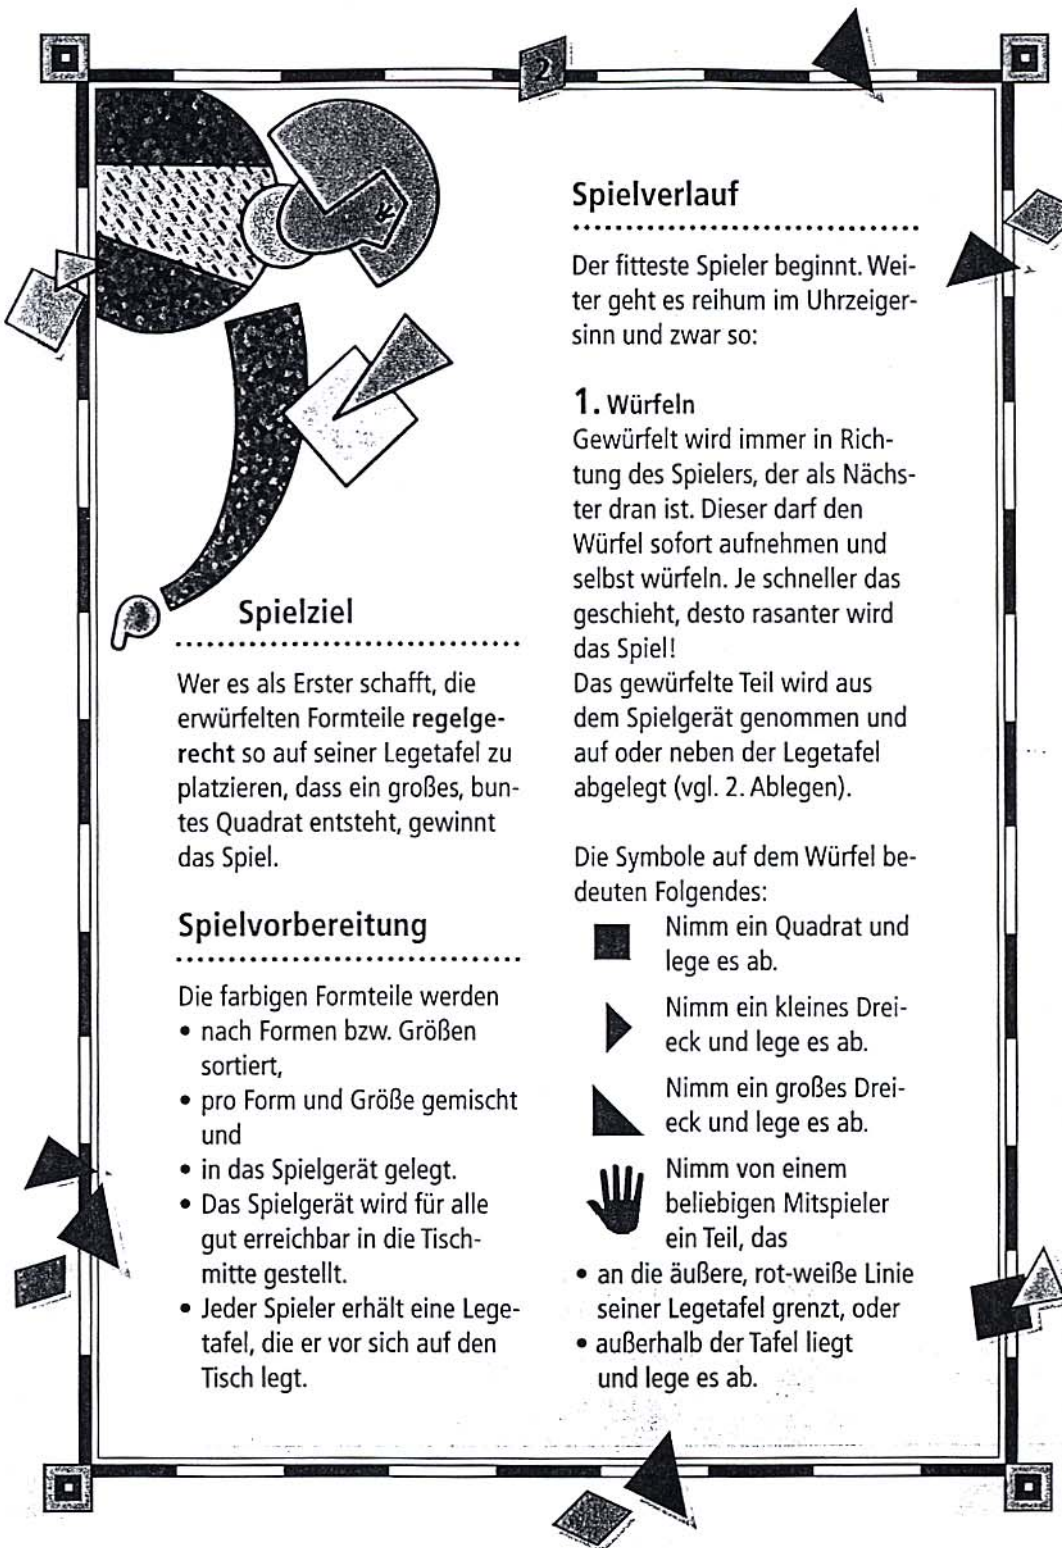 2
Spielziel
Wer es als Erster schafft, die
erwürfelten Formteile regelge-
recht so auf seiner Legetafel zu
platzieren, dass ein großes, bun-
tes Quadrat entsteht, gewinnt
das Spiel.
Spielvorbereitung
Die farbigen Formteile werden
• nach Formen bzw. Größen
sortiert,
• pro Form und Größe gemischt
und
• in das Spielgerät gelegt.
• Das Spielgerät wird für alle
gut erreichbar in die Tisch-
mitte gestellt.
• Jeder Spieler erhält eine Lege-
tafel, die er vor sich auf den
Tisch legt.
Spielverlauf
Der fitteste Spieler beginnt. Wei-
ter geht es reihum im Uhrzeiger-
sinn und zwar so:
1. Würfeln
Gewürfelt wird immer in Rich-
tung des Spielers, der als Nächs-
ter dran ist. Dieser darf den
Würfel sofort aufnehmen und
selbst würfeln. Je schneller das
geschieht, desto rasanter wird
das Spiel!
Das gewürfelte Teil wird aus
dem Spielgerät genommen und
auf oder neben der Legetafel
abgelegt (vgl. 2. Ablegen).
Die Symbole auf dem Würfel be-
deuten Folgendes:
Nimm ein Quadrat und
lege es ab.
Nimm ein kleines Drei-
eck und lege es ab.
Nimm ein großes Drei-
eck und lege es ab.
Nimm von einem
beliebigen Mitspieler
ein Teil, das
• an die äußere, rot-weiße Linie
seiner Legetafel grenzt, oder
• außerhalb der Tafel liegt
und lege es ab.